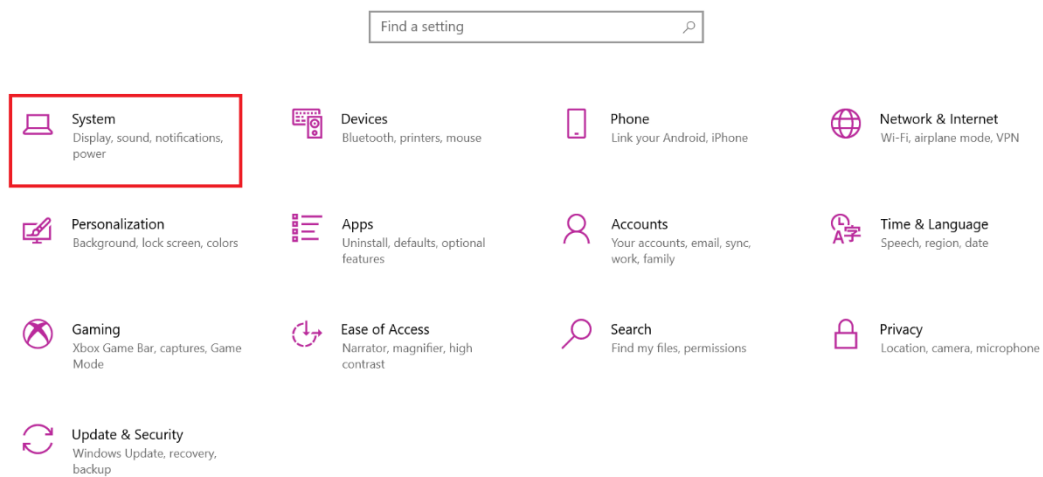 Find a setting
System
Display, sound, notifications,
power
Devices
Bluetooth, printers, mouse
Phone
Link your Android, iPhone
Network & Internet
Wi-Fi, airplane mode, VPN
Personalization
Background, lock screen, colors
Apps
Uninstall, defaults, optional
features
Accounts
Your accounts, email, sync,
work, family
Time & Language
Speech, region, date
Gaming
Xbox Game Bar, captures, Game
Mode
Ease of Access
Narrator, magnifier, high
contrast
Search
Find my files, permissions
Privacy
Location, camera, microphone
Update & Security
Windows Update, recovery,
backup